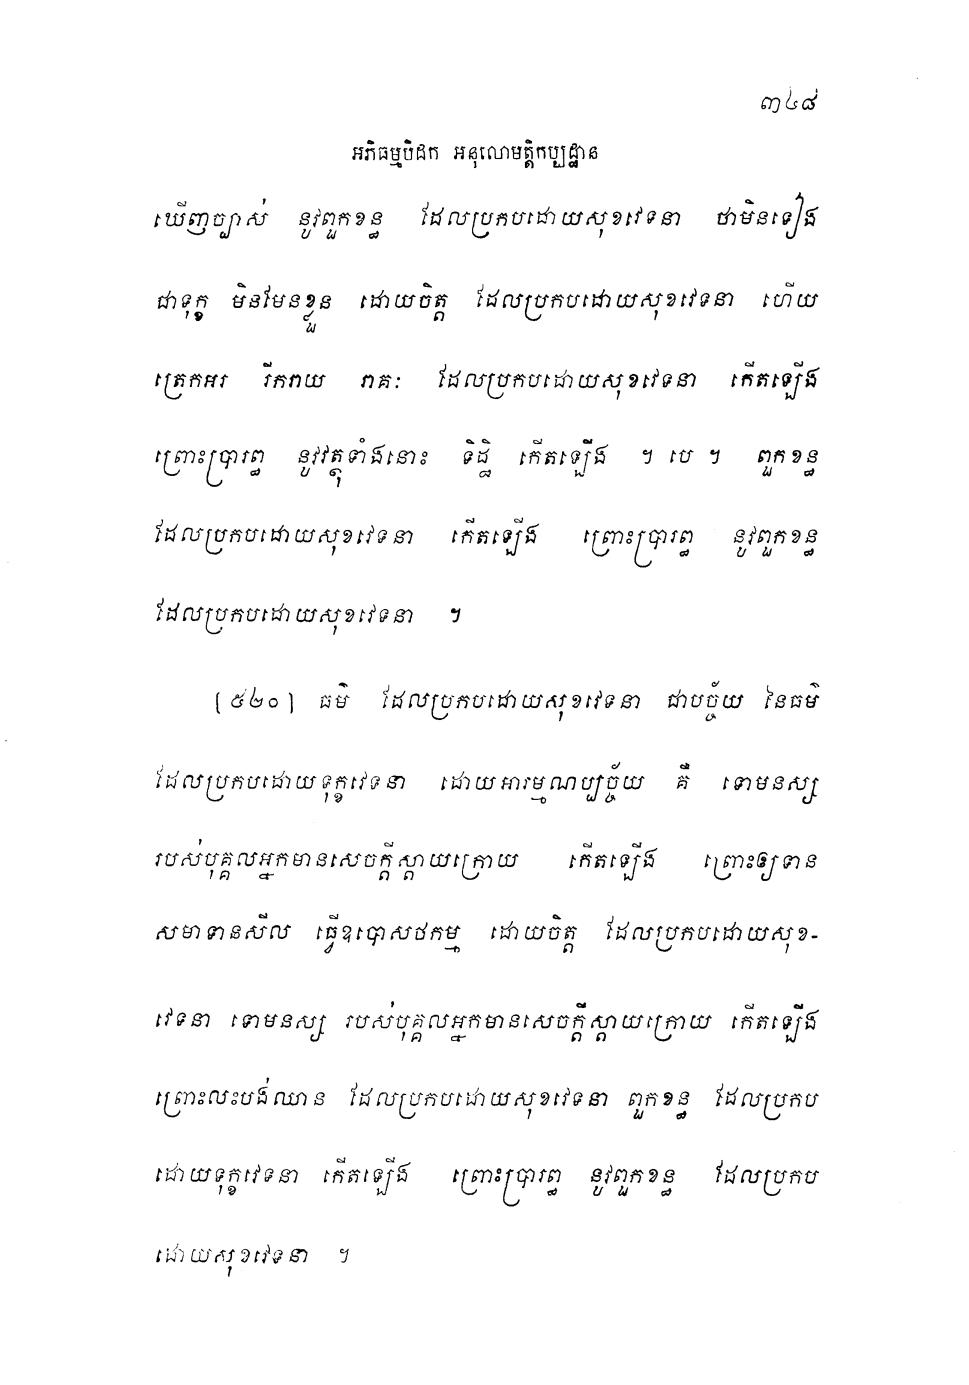 ៣៤៨
អភិធម្មបិដក អនុលោមត្តិកប្បដ្ឋាន
ឃើញច្បាស់ នូវពួកខន្ធ ដែលប្រកបដោយសុខវេទនា ថាមិនទៀង
ជាទុក្ខ មិនមែនខ្លួន ដោយចិត្ត ដែលប្រកបដោយសុខវេទនា ហើយ
ត្រេកអរ រីករាយ រាគៈ ដែលប្រកបដោយសុខវេទនា កើតឡើង
ព្រោះប្រារព្ធ នូវវត្ថុទាំងនោះ ទិដ្ឋិ កើតឡើង ។ បេ ។ ពួកខន្ធ
ដែលប្រកបដោយសុខវេទនា កើតឡើង ព្រោះប្រារព្ធ នូវពួកខន្ធ
ដែលប្រកបដោយសុខវេទនា ។
[៥២០] ធម៌ ដែលប្រកបដោយសុខវេទនា ជាបច្ច័យ នៃធម៌
ដែលប្រកបដោយទុក្ខវេទនា ដោយអារម្មណប្បច្ច័យ គឺ ទោមនស្ស
របស់បុគ្គលអ្នកមានសេចក្តីស្តាយក្រោយ កើតឡើង ព្រោះឲ្យទាន
សមាទានសីល ធ្វើឧបោសថកម្ម ដោយចិត្ត ដែលប្រកបដោយសុខ-
វេទនា ទោមនស្ស របស់បុគ្គលអ្នកមានសេចក្តីស្តាយក្រោយ កើតឡើង
ព្រោះលះបង់ឈាន ដែលប្រកបដោយសុខវេទនា ពួកខន្ធ ដែលប្រកប
ដោយទុក្ខវេទនា កើតឡើង ព្រោះប្រារព្ធ នូវពួកខន្ធ ដែលប្រកប
ដោយសុខវេទនា ។